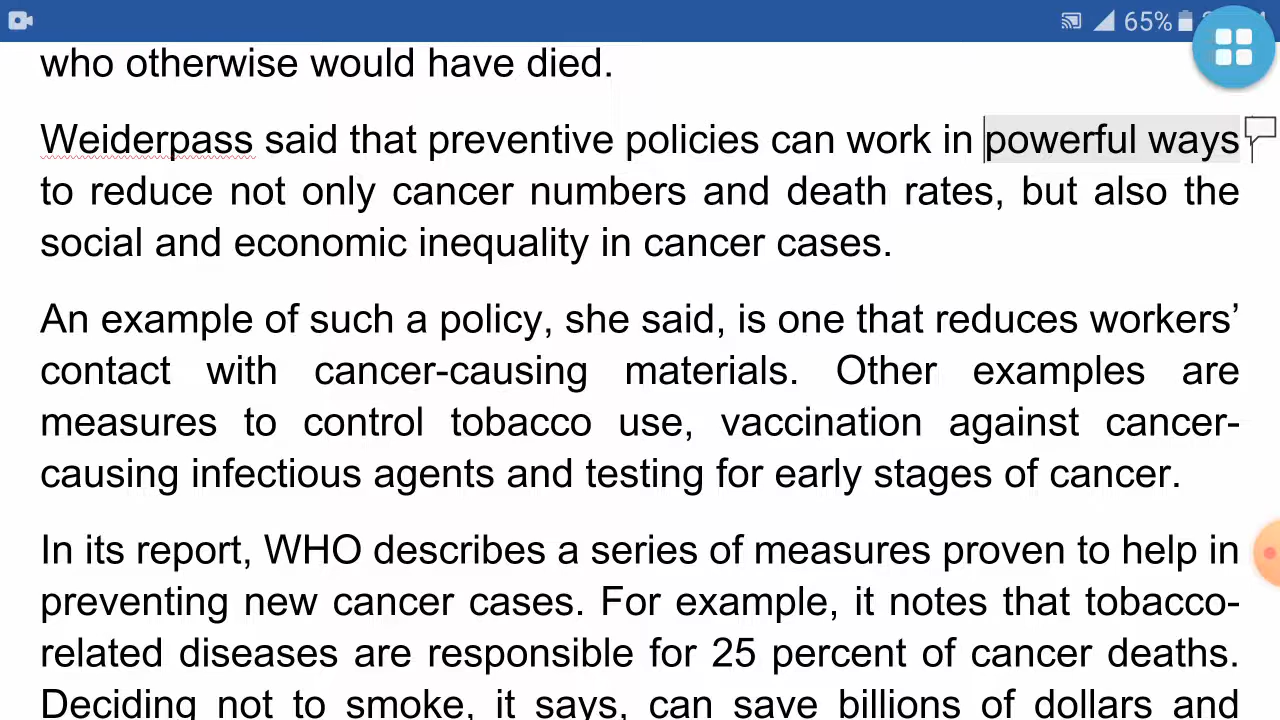 65%
who otherwise would have died.
Weiderpass said that preventive policies can work in powerful ways
to reduce not only cancer numbers and death rates, but also the
social and economic inequality in cancer cases.
An example of such a policy, she said, is one that reduces workers’
contact with cancer-causing materials. Other examples are
measures to control tobacco use, vaccination against cancer-
causing infectious agents and testing for early stages of cancer.
In its report, WHO describes a series of measures proven to help in
preventing new cancer cases. For example, it notes that tobacco-
related diseases are responsible for 25 percent of cancer deaths.
Deciding not to smoke, it says, can save billions of dollars and